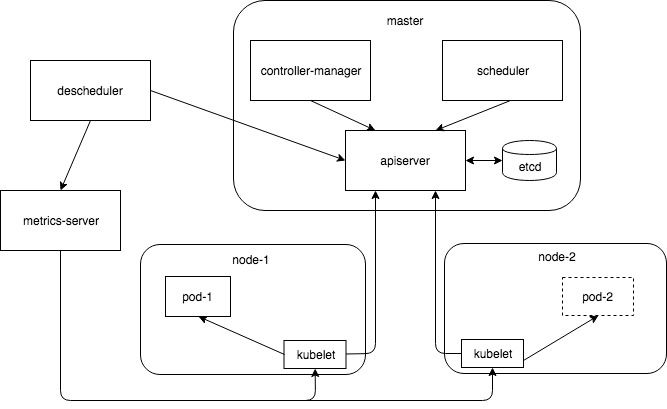 master
controller-manager
scheduler
descheduler
apiserver
etcd
metrics-server
node-1
node-2
pod-1
pod-2
kubelet
kubelet